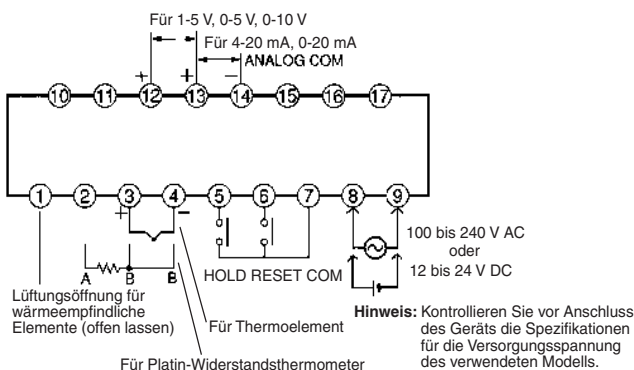 Für 1-5 V, 0-5 V, 0-10 V
Für 4-20 mA, 0-20 mA
ANALOG COM
+ + −
10 11 12 13 14 15 16 17
1 2 3 4 5 6 7 8 9
+ −
A B B
HOLD RESET COM
100 bis 240 V AC
oder
12 bis 24 V DC
Lüftungsöffnung für
wärmeempfindliche
Elemente (offen lassen)
Für Thermoelement
Für Platin-Widerstandsthermometer
Hinweis: Kontrollieren Sie vor Anschluss
des Geräts die Spezifikationen
für die Versorgungsspannung
des verwendeten Modells.